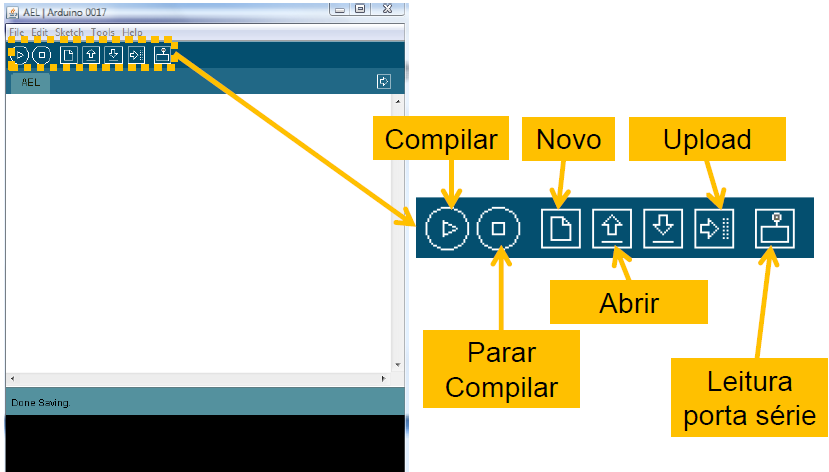 AEL | Arduino 0017
File Edit Sketch Tools Help
AEL
Compilar
Novo
Upload
Abrir
Parar
Compilar
Leitura
porta série
Done Saving.